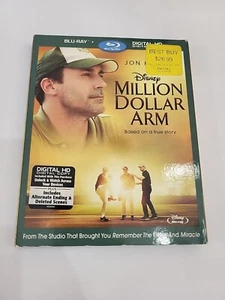 BLU-RAY +
DIGITAL HD
BEST BUY
$26.99
JON
Disney
MILLION
DOLLAR
ARM
Based on a true story
DIGITAL HD
Includes
Alternate Ending &
Deleted Scenes
Disney
From The Studio That Brought You Remember The Titans And Miracle